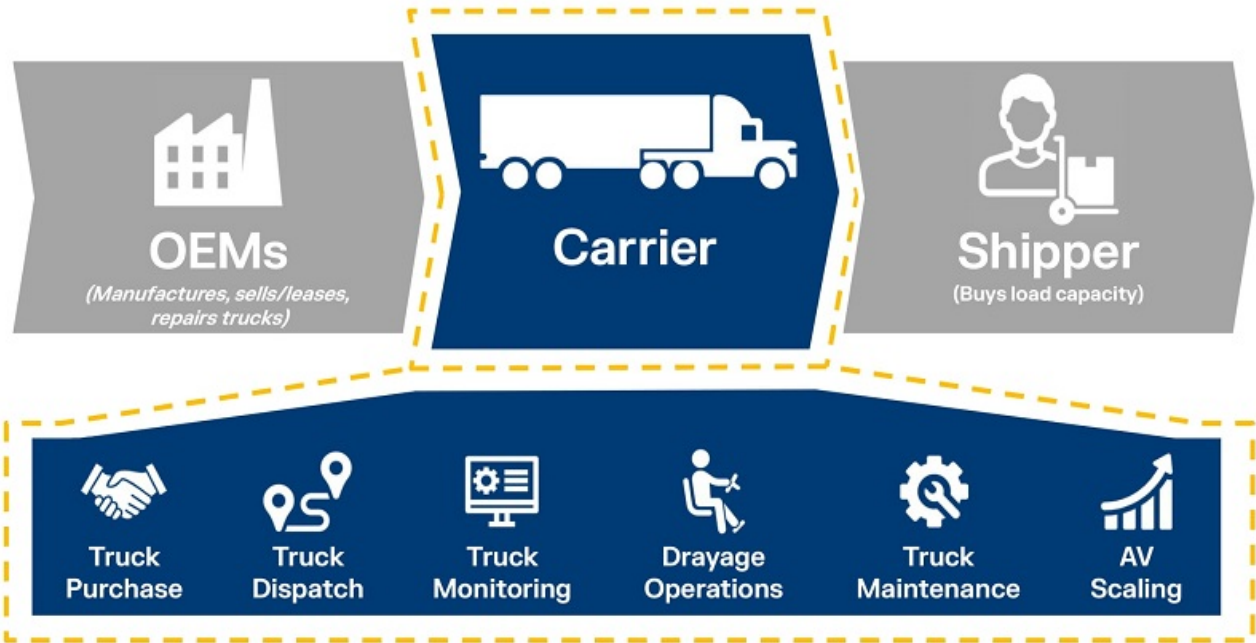 OEMs
(Manufactures, sells/leases,
repairs trucks)
Carrier
Shipper
(Buys load capacity)
Truck
Purchase
Truck
Dispatch
Truck
Monitoring
Drayage
Operations
Truck
Maintenance
AV
Scaling